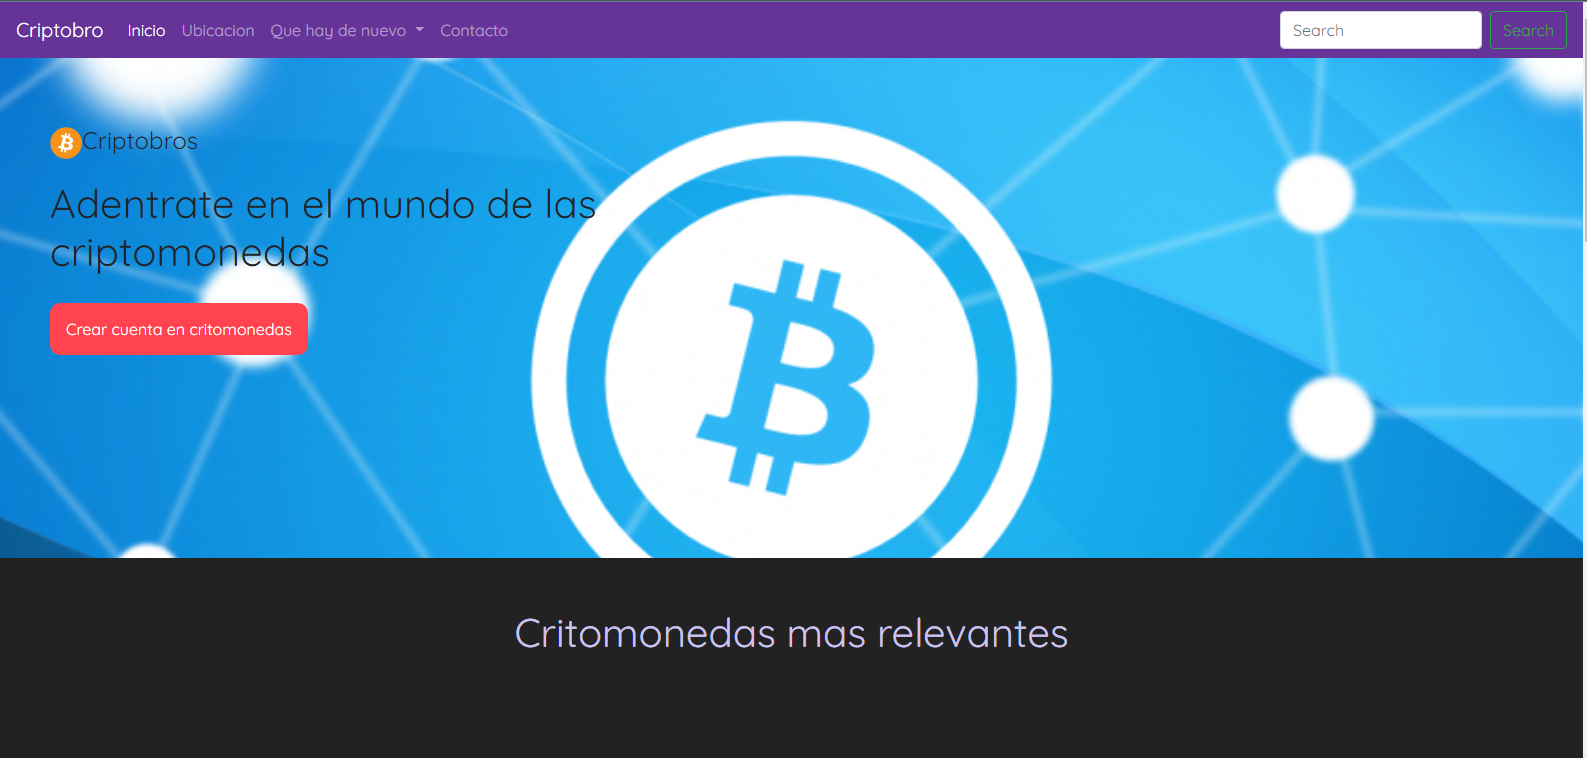 Criptobro Inicio Ubicacion Que hay de nuevo Contacto Search Search
Criptobros
Adentrate en el mundo de las
criptomonedas
Crear cuenta en critomonedas
Critomonedas mas relevantes